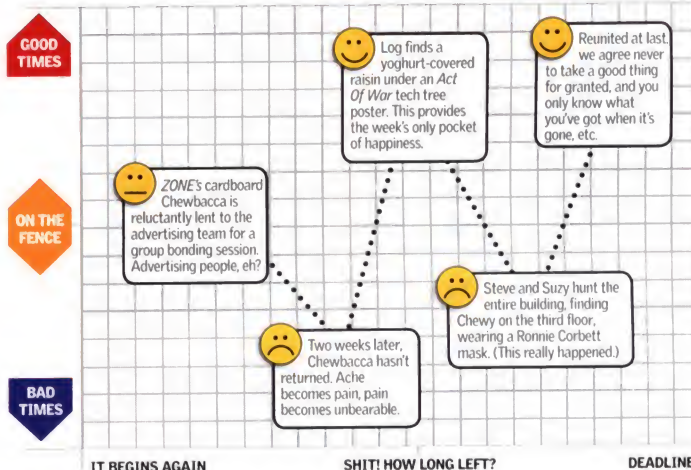 GOOD
TIMES
ON THE
FENCE
BAD
TIMES
ZONE's cardboard
Chewbacca is
reluctantly lent to the
advertising team for a
group bonding session.
Advertising people, eh?
Two weeks later,
Chewbacca hasn't
returned. Ache
becomes pain, pain
becomes unbearable.
Log finds a
yoghurt-covered
raisin under an Act
Of War tech tree
poster. This provides
the week's only pocket
of happiness.
Steve and Suzy hunt the
entire building, finding
Chewy on the third floor,
wearing a Ronnie Corbett
mask. (This really happened.)
Reunited at last,
we agree never
to take a good thing
for granted, and you
only know what
you've got when it's
gone, etc.
IT BEGINS AGAIN
SHIT! HOW LONG LEFT?
DEADLINE